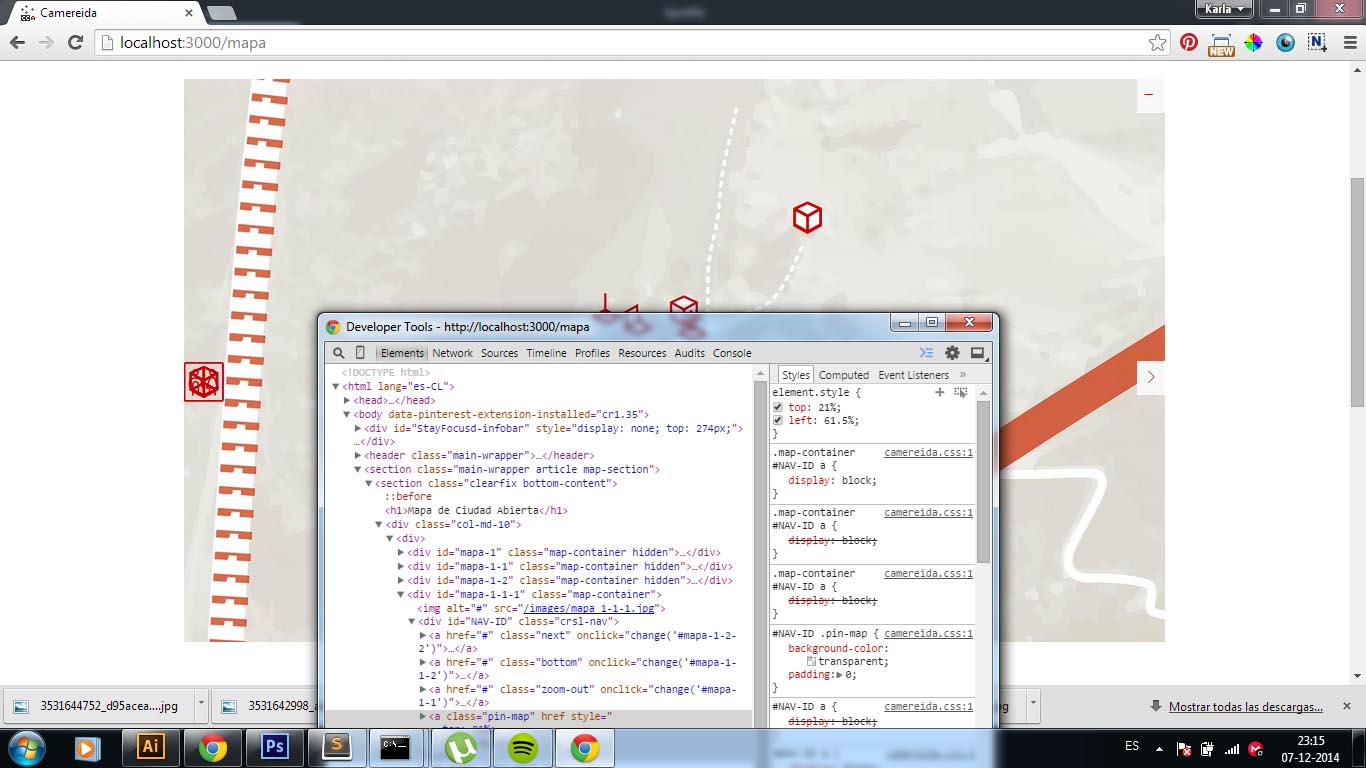 Camereida
Karla
localhost:3000/mapa
NEW
N
Developer Tools - http://localhost:3000/mapa
Elements Network Sources Timeline Profiles Resources Audits Console
<!DOCTYPE html>
<html lang="es-CL">
<head>…</head>
<body data-pinterest-extension-installed="cr1.35">
<div id="StayFocusd-infobar" style="display: none; top: 274px;">
…</div>
<header class="main-wrapper">…</header>
<section class="main-wrapper article map-section">
<section class="clearfix bottom-content">
::before
<h1>Mapa de Ciudad Abierta</h1>
<div class="col-md-10">
<div>
<div id="mapa-1" class="map-container hidden">…</div>
<div id="mapa-1-1" class="map-container hidden">…</div>
<div id="mapa-1-2" class="map-container hidden">…</div>
<div id="mapa-1-1-1" class="map-container">
<img alt="#" src="/images/mapa_1-1-1.jpg">
<div id="NAV-ID" class="crsl-nav">
<a href="#" class="next" onclick="change('#mapa-1-2-
2')">…</a>
<a href="#" class="bottom" onclick="change('#mapa-1-
1-2')">…</a>
<a href="#" class="zoom-out" onclick="change('#mapa-
1-1')">…</a>
<a class="pin-map" href style="
Styles Computed Event Listeners »
element.style {
top: 21%;
left: 61.5%;
}
.map-container camereida.css:1
#NAV-ID a {
display: block;
}
.map-container camereida.css:1
#NAV-ID a {
display: block;
}
.map-container camereida.css:1
#NAV-ID a {
display: block;
}
#NAV-ID .pin-map { camereida.css:1
background-color:
transparent;
padding: 0;
}
#NAV-ID a { camereida.css:1
display: block;
3531644752_d95acea....jpg
3531642998_a
Mostrar todas las descargas...
Ai
Ps
S
C:\_
ES
23:15
07-12-2014